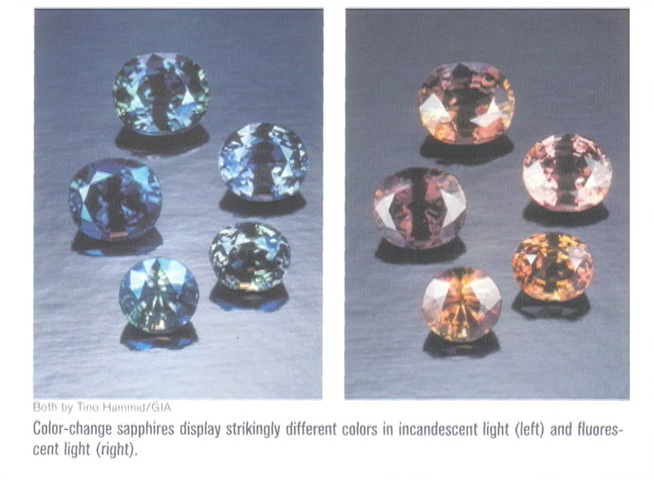 Both by Tino Hammid/GIA
Color-change sapphires display strikingly different colors in incandescent light (left) and fluores-
cent light (right).